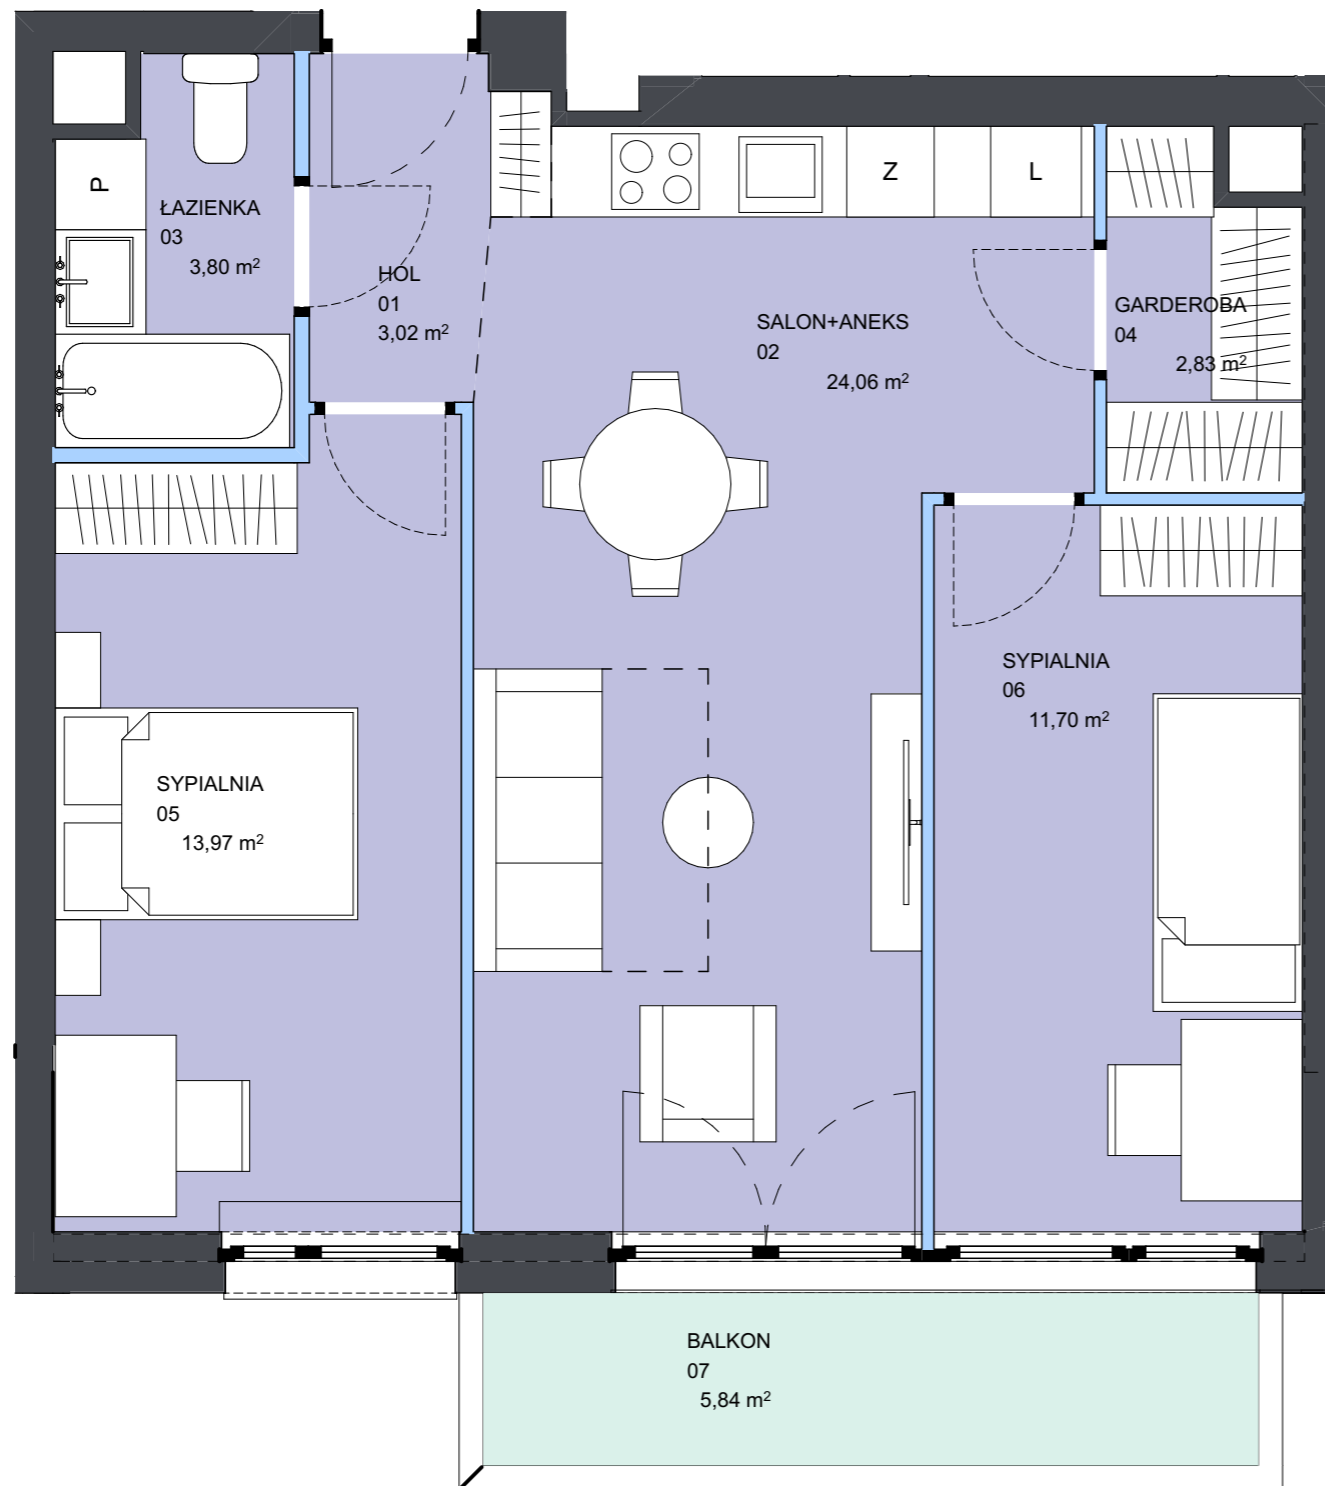 P
ŁAZIENKA
03
3,80 m²
HOL
01
3,02 m²
Z
L
SALON+ANEKS
02
24,06 m²
GARDEROBA
04
2,83 m²
SYPIALNIA
05
13,97 m²
SYPIALNIA
06
11,70 m²
BALKON
07
5,84 m²